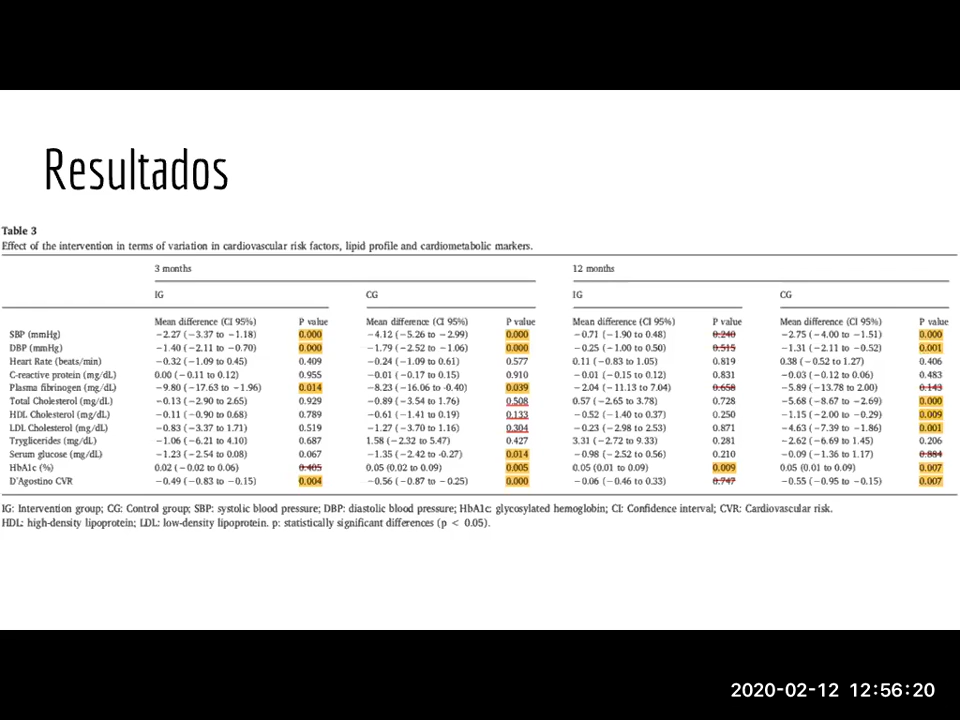 Resultados
Table 3
Effect of the intervention in terms of variation in cardiovascular risk factors, lipid profile and cardiometabolic markers.
3 months 12 months
IG CG IG CG
Mean difference (CI 95%) P value Mean difference (CI 95%) P value Mean difference (CI 95%) P value Mean difference (CI 95%) P value
SBP (mmHg) −2.27 (−3.37 to −1.18) 0.000 −4.12 (−5.26 to −2.99) 0.000 −0.71 (−1.90 to 0.48) 0.240 −2.75 (−4.00 to −1.51) 0.000
DBP (mmHg) −1.40 (−2.11 to −0.70) 0.000 −1.79 (−2.52 to −1.06) 0.000 −0.25 (−1.00 to 0.50) 0.515 −1.31 (−2.11 to −0.52) 0.001
Heart Rate (beats/min) −0.32 (−1.09 to 0.45) 0.409 −0.24 (−1.09 to 0.61) 0.577 0.11 (−0.83 to 1.05) 0.819 0.38 (−0.52 to 1.27) 0.406
C-reactive protein (mg/dL) 0.00 (−0.11 to 0.12) 0.955 −0.01 (−0.17 to 0.15) 0.910 −0.01 (−0.15 to 0.12) 0.831 −0.03 (−0.12 to 0.06) 0.483
Plasma fibrinogen (mg/dL) −9.80 (−17.63 to −1.96) 0.014 −8.23 (−16.06 to -0.40) 0.039 −2.04 (−11.13 to 7.04) 0.658 −5.89 (−13.78 to 2.00) 0.143
Total Cholesterol (mg/dL) −0.13 (−2.90 to 2.65) 0.929 −0.89 (−3.54 to 1.76) 0.508 0.57 (−2.65 to 3.78) 0.728 −5.68 (−8.67 to −2.69) 0.000
HDL Cholesterol (mg/dL) −0.11 (−0.90 to 0.68) 0.789 −0.61 (−1.41 to 0.19) 0.133 −0.52 (−1.40 to 0.37) 0.250 −1.15 (−2.00 to −0.29) 0.009
LDL Cholesterol (mg/dL) −0.83 (−3.37 to 1.71) 0.519 −1.27 (−3.70 to 1.16) 0.304 −0.23 (−2.98 to 2.53) 0.871 −4.63 (−7.39 to −1.86) 0.001
Tryglicerides (mg/dL) −1.06 (−6.21 to 4.10) 0.687 1.58 (−2.32 to 5.47) 0.427 3.31 (−2.72 to 9.33) 0.281 −2.62 (−6.69 to 1.45) 0.206
Serum glucose (mg/dL) −1.23 (−2.54 to 0.08) 0.067 −1.35 (−2.42 to -0.27) 0.014 −0.98 (−2.52 to 0.56) 0.210 −0.09 (−1.36 to 1.17) 0.884
HbA1c (%) 0.02 (−0.02 to 0.06) 0.405 0.05 (0.02 to 0.09) 0.005 0.05 (0.01 to 0.09) 0.009 0.05 (0.01 to 0.09) 0.007
D'Agostino CVR −0.49 (−0.83 to −0.15) 0.004 −0.56 (−0.87 to −0.25) 0.000 −0.06 (−0.46 to 0.33) 0.747 −0.55 (−0.95 to −0.15) 0.007
IG: Intervention group; CG: Control group; SBP: systolic blood pressure; DBP: diastolic blood pressure; HbA1c: glycosylated hemoglobin; CI: Confidence interval; CVR: Cardiovascular risk.
HDL: high-density lipoprotein; LDL: low-density lipoprotein. p: statistically significant differences (p < 0.05).
2020-02-12 12:56:20